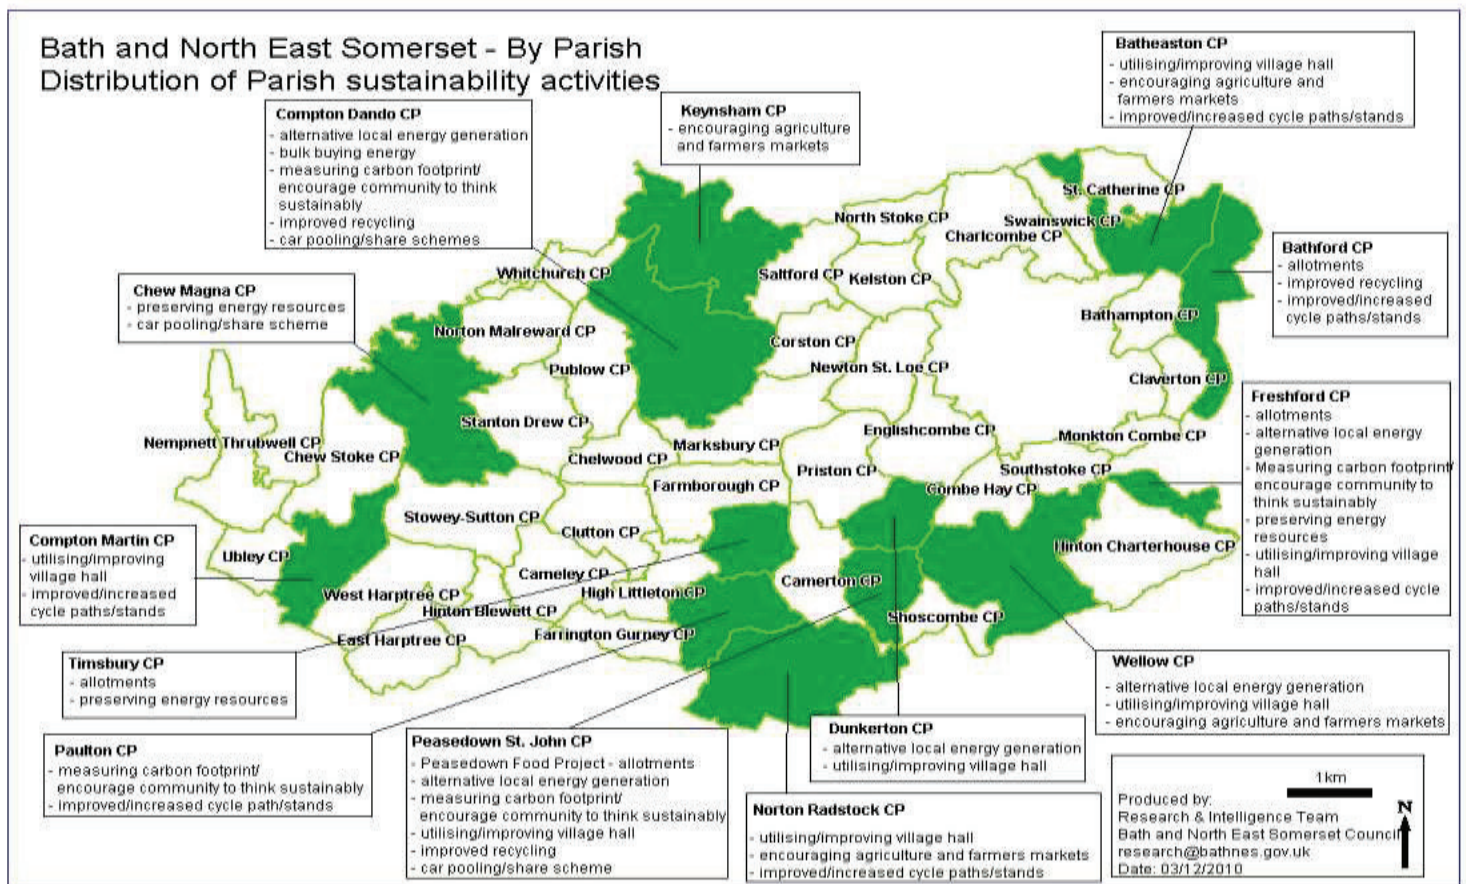 Bath and North East Somerset - By Parish
Distribution of Parish sustainability activities
Compton Dando CP
- alternative local energy generation
- bulk buying energy
- measuring carbon footprint/
encourage community to think
sustainably
- improved recycling
- car pooling/share schemes
Keynsham CP
- encouraging agriculture
and farmers markets
Batheaston CP
- utilising/improving village hall
- encouraging agriculture and
farmers markets
- improved/increased cycle paths/stands
Chew Magna CP
- preserving energy resources
- car pooling/share scheme
Bathford CP
- allotments
- improved recycling
- improved/increased
cycle paths/stands
Freshford CP
- allotments
- alternative local energy
generation
- Measuring carbon footprint/
encourage community to
think sustainably
- preserving energy
resources
- utilising/improving village
hall
- improved/increased cycle
paths/stands
Compton Martin CP
- utilising/improving
village hall
- improved/increased
cycle paths/stands
Timsbury CP
- allotments
- preserving energy resources
Paulton CP
- measuring carbon footprint/
encourage community to think sustainably
- improved/increased cycle path/stands
Peasedown St. John CP
- Peasedown Food Project - allotments
- alternative local energy generation
- measuring carbon footprint/
encourage community to think sustainably
- utilising/improving village hall
- improved recycling
- car pooling/share scheme
Dunkerton CP
- alternative local energy generation
- utilising/improving village hall
Norton Radstock CP
- utilising/improving village hall
- encouraging agriculture and farmers markets
- improved/increased cycle paths/stands
Wellow CP
- alternative local energy generation
- utilising/improving village hall
- encouraging agriculture and farmers markets
St. Catherine CP
North Stoke CP
Swainswick CP
Charlcombe CP
Whitchurch CP
Saltford CP
Kelston CP
Norton Malreward CP
Bathampton CP
Corston CP
Publow CP
Newton St. Loe CP
Claverton CP
Stanton Drew CP
Englishcombe CP
Monkton Combe CP
Nempnett Thrubwell CP
Chew Stoke CP
Chelwood CP
Marksbury CP
Priston CP
Southstoke CP
Farmborough CP
Combe Hay CP
Stowey-Sutton CP
Clutton CP
Hinton Charterhouse CP
Ubley CP
Cameley CP
Camerton CP
West Harptree CP
High Littleton CP
Hinton Blewett CP
Shoscombe CP
East Harptree CP
Farrington Gurney CP
1km
N
Produced by:
Research & Intelligence Team
Bath and North East Somerset Council
research@bathnes.gov.uk
Date: 03/12/2010